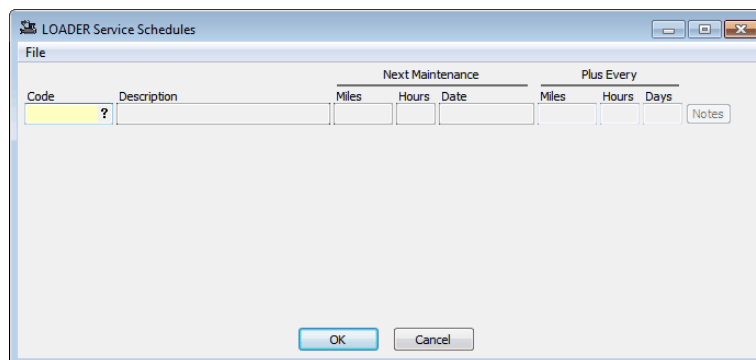 LOADER Service Schedules
File
Next Maintenance Plus Every
Code Description Miles Hours Date Miles Hours Days
? Notes
OK Cancel